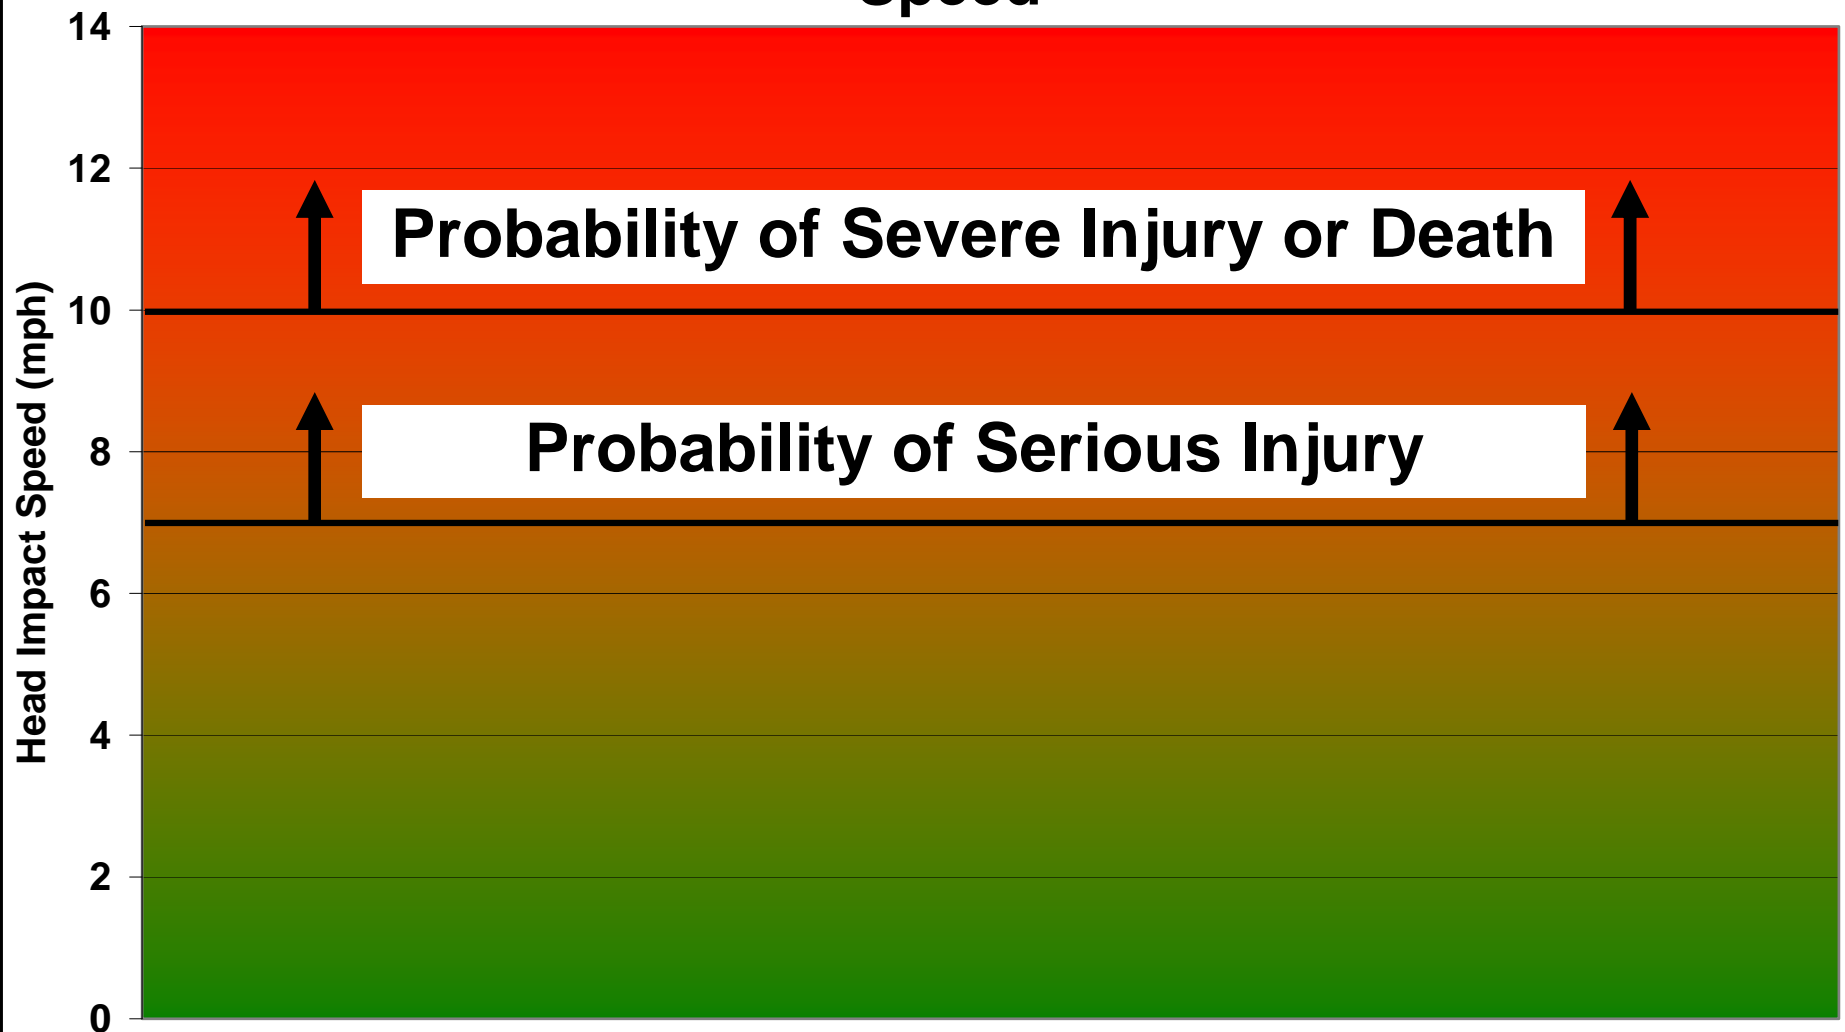 Speed
14
12
Probability of Severe Injury or Death
10
Probability of Serious Injury
8
6
4
2
0
Head Impact Speed (mph)